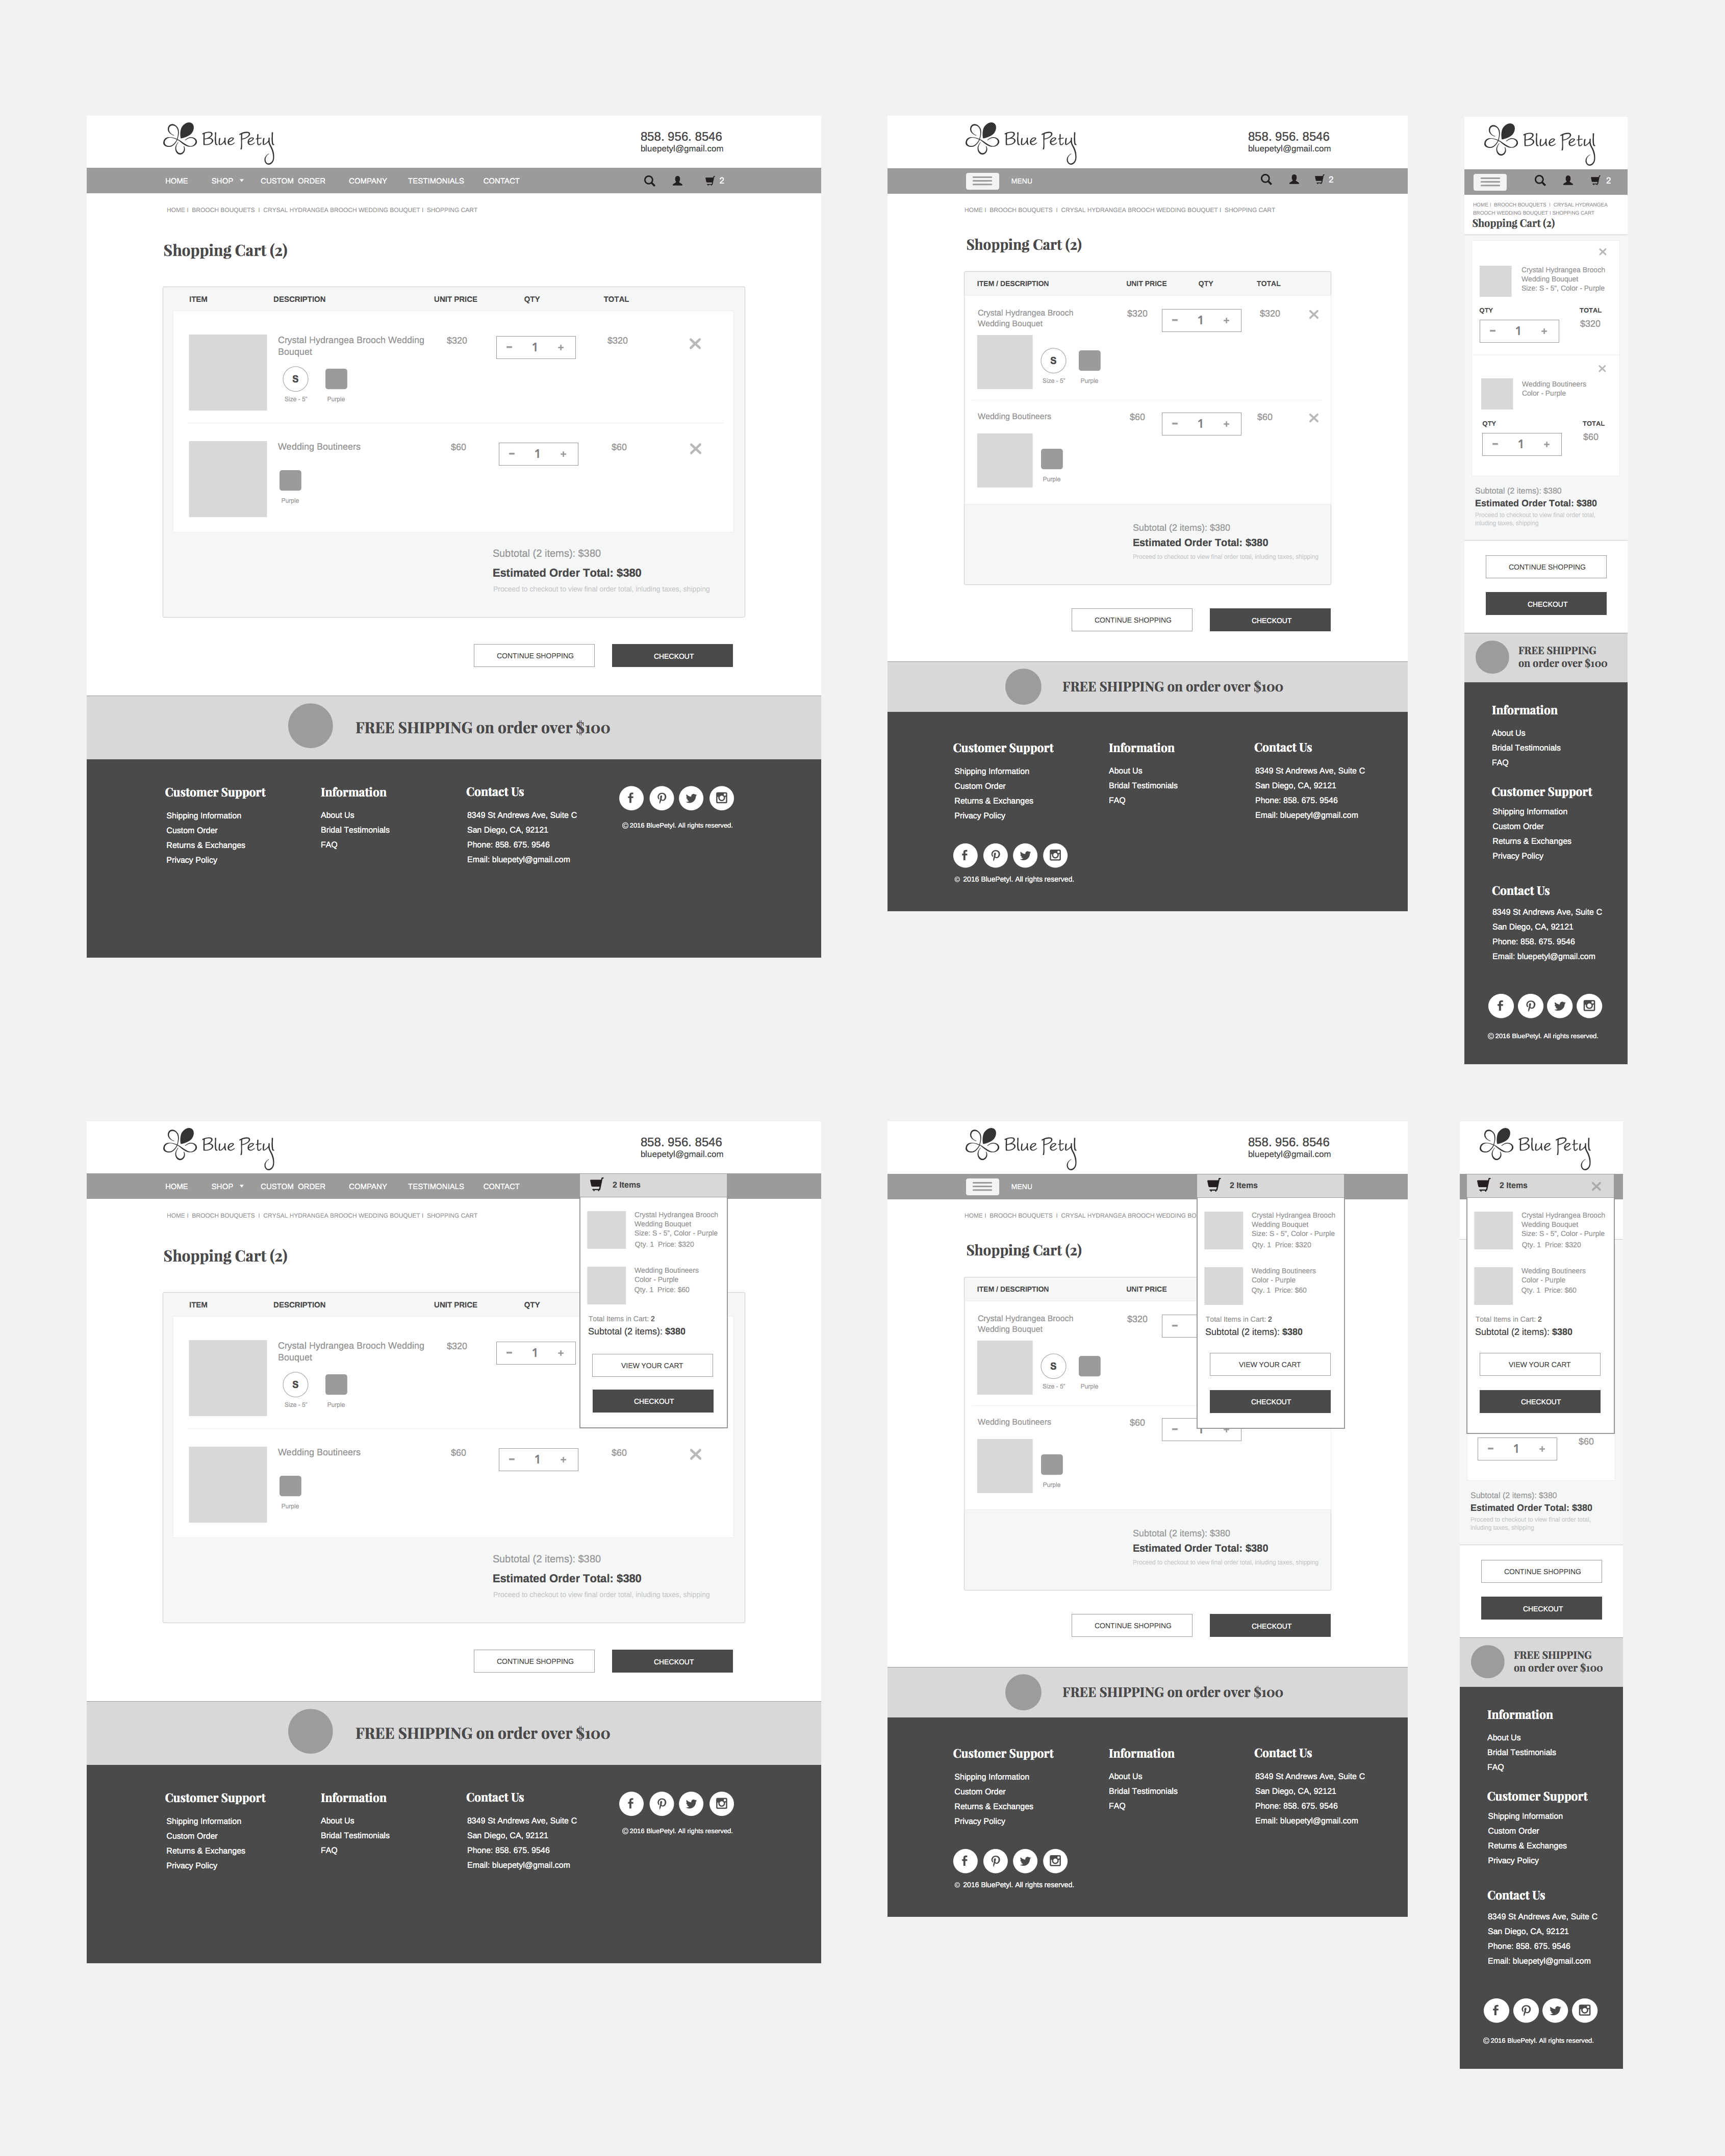 Blue Petyl
858. 956. 8546
bluepetyl@gmail.com
HOME SHOP CUSTOM ORDER COMPANY TESTIMONIALS CONTACT 2
HOME I BROOCH BOUQUETS I CRYSAL HYDRANGEA BROOCH WEDDING BOUQUET I SHOPPING CART
Shopping Cart (2)
ITEM DESCRIPTION UNIT PRICE QTY TOTAL
Crystal Hydrangea Brooch Wedding $320 − 1 + $320
Bouquet
S
Size - 5" Purple
Wedding Boutineers $60 − 1 + $60
Purple
Subtotal (2 items): $380
Estimated Order Total: $380
Proceed to checkout to view final order total, inluding taxes, shipping
CONTINUE SHOPPING CHECKOUT
FREE SHIPPING on order over $100
Customer Support Information Contact Us
Shipping Information About Us 8349 St Andrews Ave, Suite C
Custom Order Bridal Testimonials San Diego, CA, 92121
Returns & Exchanges FAQ Phone: 858. 675. 9546
Privacy Policy Email: bluepetyl@gmail.com
© 2016 BluePetyl. All rights reserved.
Blue Petyl
858. 956. 8546
bluepetyl@gmail.com
MENU 2
HOME I BROOCH BOUQUETS I CRYSAL HYDRANGEA BROOCH WEDDING BOUQUET I SHOPPING CART
Shopping Cart (2)
ITEM / DESCRIPTION UNIT PRICE QTY TOTAL
Crystal Hydrangea Brooch $320 − 1 + $320
Wedding Bouquet
S
Size - 5" Purple
Wedding Boutineers $60 − 1 + $60
Purple
Subtotal (2 items): $380
Estimated Order Total: $380
Proceed to checkout to view final order total, inluding taxes, shipping
CONTINUE SHOPPING CHECKOUT
FREE SHIPPING on order over $100
Customer Support Information Contact Us
Shipping Information About Us 8349 St Andrews Ave, Suite C
Custom Order Bridal Testimonials San Diego, CA, 92121
Returns & Exchanges FAQ Phone: 858. 675. 9546
Privacy Policy Email: bluepetyl@gmail.com
© 2016 BluePetyl. All rights reserved.
Blue Petyl
2
HOME I BROOCH BOUQUETS I CRYSTAL HYDRANGEA
BROOCH WEDDING BOUQUET I SHOPPING CART
Shopping Cart (2)
Crystal Hydrangea Brooch
Wedding Bouquet
Size: S - 5", Color - Purple
QTY TOTAL
− 1 + $320
Wedding Boutineers
Color - Purple
QTY TOTAL
− 1 + $60
Subtotal (2 items): $380
Estimated Order Total: $380
Proceed to checkout to view final order total,
inluding taxes, shipping
CONTINUE SHOPPING
CHECKOUT
FREE SHIPPING
on order over $100
Information
About Us
Bridal Testimonials
FAQ
Customer Support
Shipping Information
Custom Order
Returns & Exchanges
Privacy Policy
Contact Us
8349 St Andrews Ave, Suite C
San Diego, CA, 92121
Phone: 858. 675. 9546
Email: bluepetyl@gmail.com
© 2016 BluePetyl. All rights reserved.
Blue Petyl
858. 956. 8546
bluepetyl@gmail.com
HOME SHOP CUSTOM ORDER COMPANY TESTIMONIALS CONTACT
HOME I BROOCH BOUQUETS I CRYSAL HYDRANGEA BROOCH WEDDING BOUQUET I SHOPPING CART
Shopping Cart (2)
ITEM DESCRIPTION UNIT PRICE QTY
Crystal Hydrangea Brooch Wedding $320 − 1 +
Bouquet
S
Size - 5" Purple
Wedding Boutineers $60 − 1 + $60
Purple
2 Items
Crystal Hydrangea Brooch
Wedding Bouquet
Size: S - 5", Color - Purple
Qty. 1 Price: $320
Wedding Boutineers
Color - Purple
Qty. 1 Price: $60
Total Items in Cart: 2
Subtotal (2 items): $380
VIEW YOUR CART
CHECKOUT
Subtotal (2 items): $380
Estimated Order Total: $380
Proceed to checkout to view final order total, inluding taxes, shipping
CONTINUE SHOPPING CHECKOUT
FREE SHIPPING on order over $100
Customer Support Information Contact Us
Shipping Information About Us 8349 St Andrews Ave, Suite C
Custom Order Bridal Testimonials San Diego, CA, 92121
Returns & Exchanges FAQ Phone: 858. 675. 9546
Privacy Policy Email: bluepetyl@gmail.com
© 2016 BluePetyl. All rights reserved.
Blue Petyl
858. 956. 8546
bluepetyl@gmail.com
MENU
HOME I BROOCH BOUQUETS I CRYSAL HYDRANGEA BROOCH WEDDING BO
Shopping Cart (2)
ITEM / DESCRIPTION UNIT PRICE
Crystal Hydrangea Brooch $320 −
Wedding Bouquet
S
Size - 5" Purple
Wedding Boutineers $60 − 1 +
Purple
2 Items
Crystal Hydrangea Brooch
Wedding Bouquet
Size: S - 5", Color - Purple
Qty. 1 Price: $320
Wedding Boutineers
Color - Purple
Qty. 1 Price: $60
Total Items in Cart: 2
Subtotal (2 items): $380
VIEW YOUR CART
CHECKOUT
Subtotal (2 items): $380
Estimated Order Total: $380
Proceed to checkout to view final order total, inluding taxes, shipping
CONTINUE SHOPPING CHECKOUT
FREE SHIPPING on order over $100
Customer Support Information Contact Us
Shipping Information About Us 8349 St Andrews Ave, Suite C
Custom Order Bridal Testimonials San Diego, CA, 92121
Returns & Exchanges FAQ Phone: 858. 675. 9546
Privacy Policy Email: bluepetyl@gmail.com
© 2016 BluePetyl. All rights reserved.
Blue Petyl
2 Items
Crystal Hydrangea Brooch
Wedding Bouquet
Size: S - 5", Color - Purple
Qty. 1 Price: $320
Wedding Boutineers
Color - Purple
Qty. 1 Price: $60
Total Items in Cart: 2
Subtotal (2 items): $380
VIEW YOUR CART
CHECKOUT
− 1 + $60
Subtotal (2 items): $380
Estimated Order Total: $380
Proceed to checkout to view final order total,
inluding taxes, shipping
CONTINUE SHOPPING
CHECKOUT
FREE SHIPPING
on order over $100
Information
About Us
Bridal Testimonials
FAQ
Customer Support
Shipping Information
Custom Order
Returns & Exchanges
Privacy Policy
Contact Us
8349 St Andrews Ave, Suite C
San Diego, CA, 92121
Phone: 858. 675. 9546
Email: bluepetyl@gmail.com
© 2016 BluePetyl. All rights reserved.